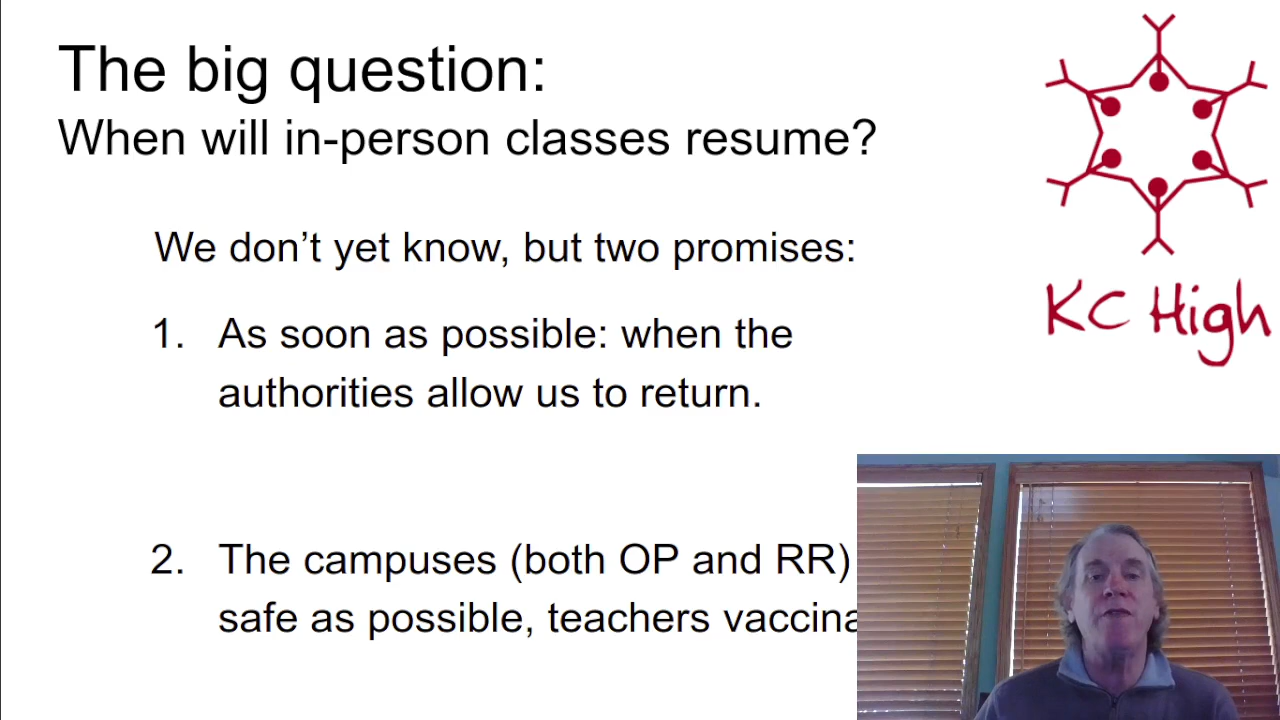 The big question:
When will in-person classes resume?
We don’t yet know, but two promises:
1. As soon as possible: when the
authorities allow us to return.
2. The campuses (both OP and RR)
safe as possible, teachers
KC High